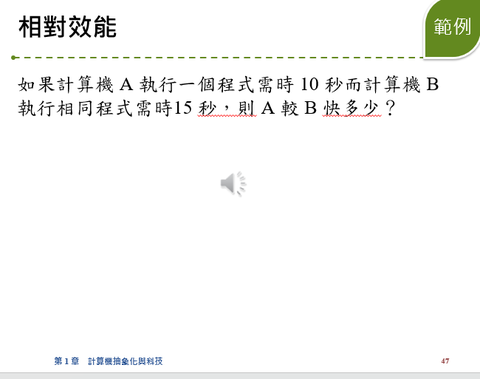 相對效能
範例
如果計算機 A 執行一個程式需時 10 秒而計算機 B
執行相同程式需時15 秒，則 A 較 B 快多少？
第 1 章 計算機抽象化與科技
47